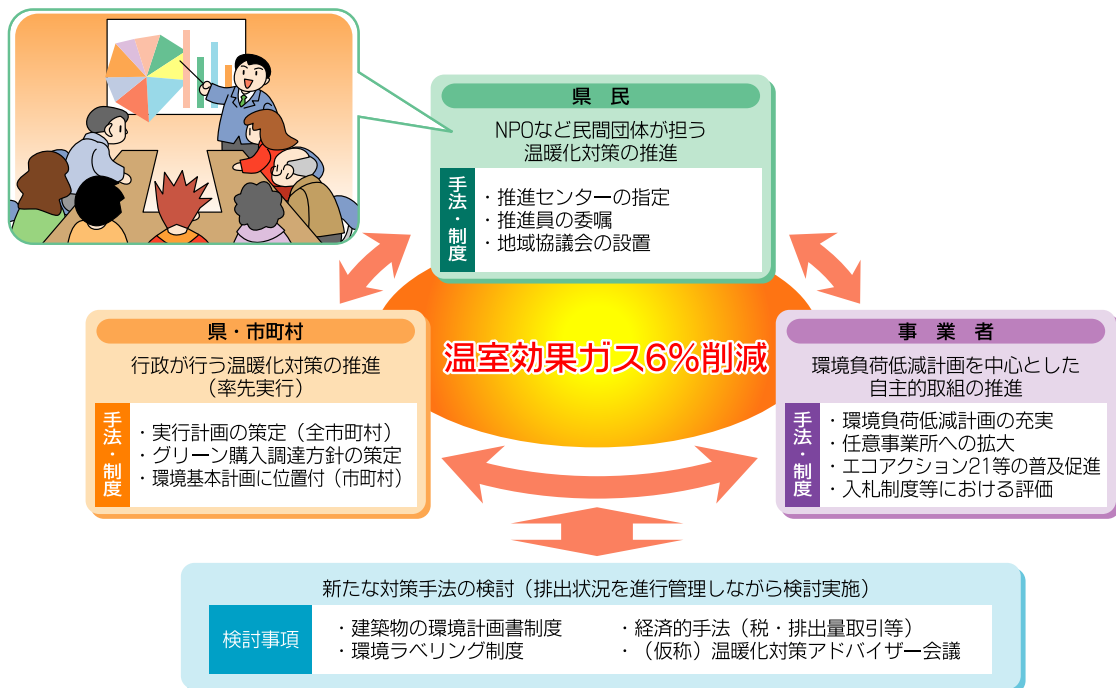 県 民
NPOなど民間団体が担う
温暖化対策の推進
手法・制度
・推進センターの指定
・推進員の委嘱
・地域協議会の設置
県・市町村
行政が行う温暖化対策の推進
（率先実行）
手法・制度
・実行計画の策定（全市町村）
・グリーン購入調達方針の策定
・環境基本計画に位置付（市町村）
温室効果ガス6%削減
事 業 者
環境負荷低減計画を中心とした
自主的取組の推進
手法・制度
・環境負荷低減計画の充実
・任意事業所への拡大
・エコアクション21等の普及促進
・入札制度等における評価
新たな対策手法の検討（排出状況を進行管理しながら検討実施）
検討事項
・建築物の環境計画書制度
・環境ラベリング制度
・経済的手法（税・排出量取引等）
・（仮称）温暖化対策アドバイザー会議